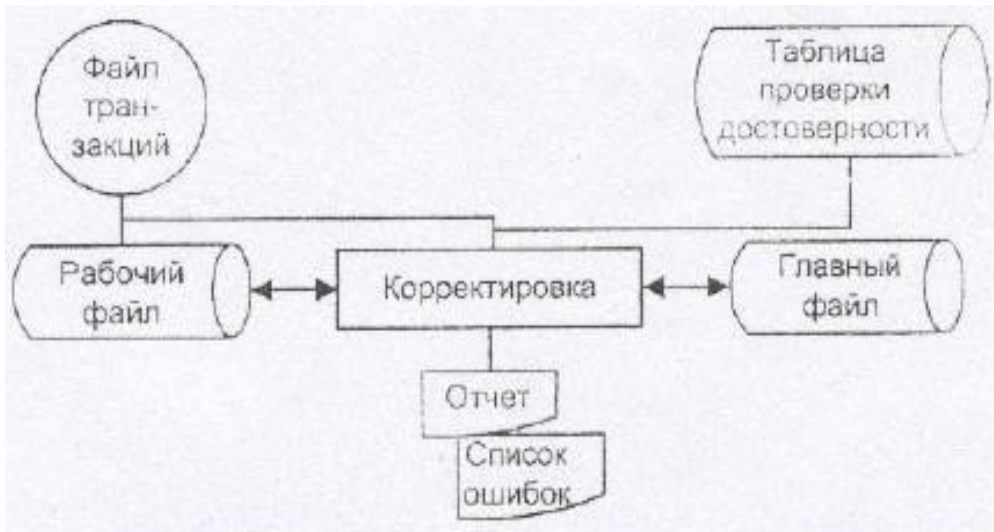 Файл
тран-
закций
Таблица
проверки
достоверности
Рабочий
файл
Корректировка
Главный
файл
Отчет
Список
ошибок